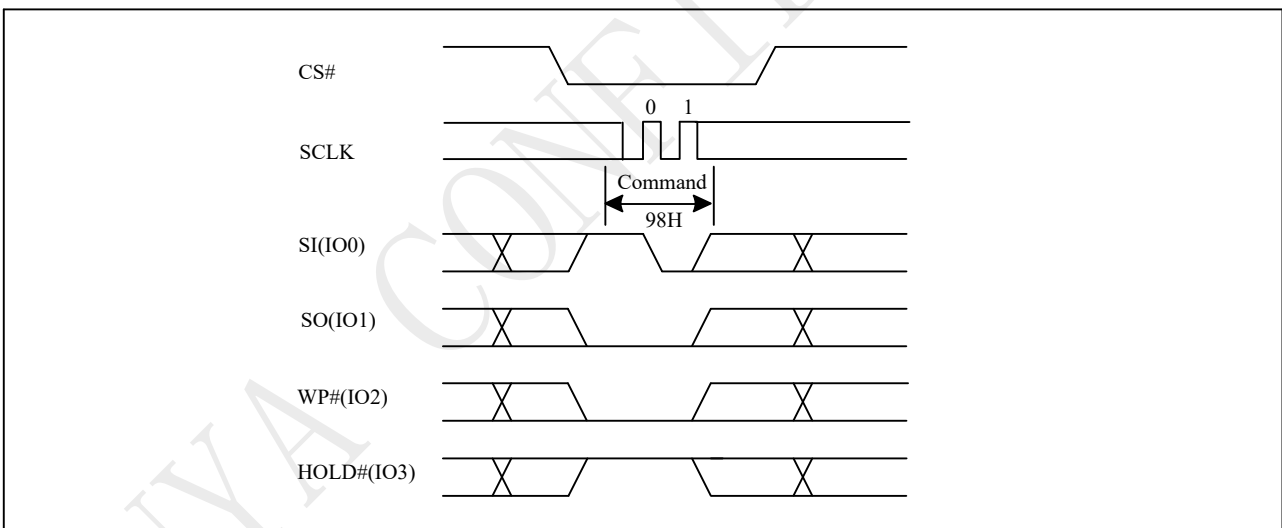 CS#
0 1
SCLK
Command
98H
SI(IO0)
SO(IO1)
WP#(IO2)
HOLD#(IO3)